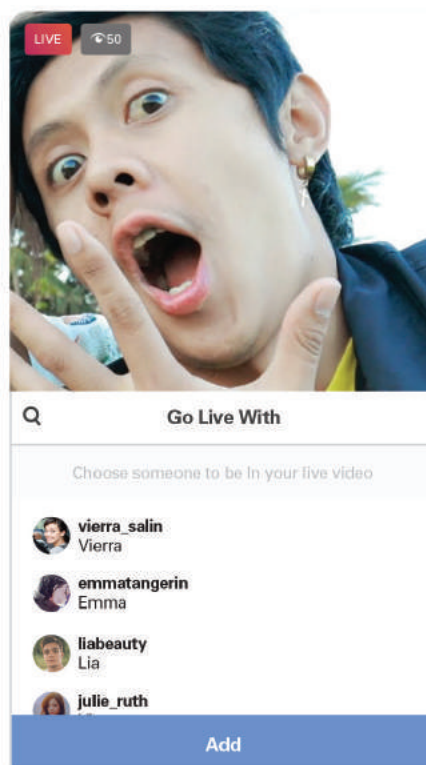 LIVE
50
Go Live With
Choose someone to be In your live video
vierra_salin
Vierra
emmatangerin
Emma
liabeauty
Lia
julie_ruth
Add